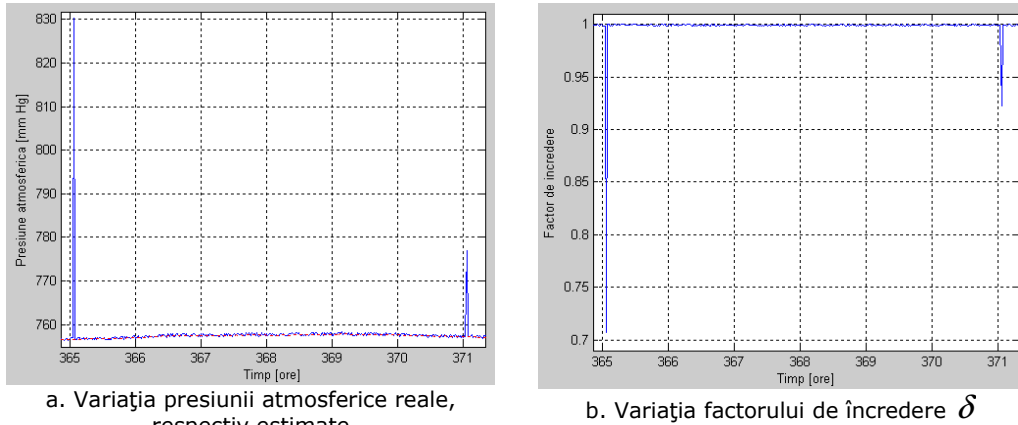 830
820
810
800
790
780
770
760
365 366 367 368 369 370 371
Timp [ore]
Presiune atmosferica [mm Hg]
a. Variaţia presiunii atmosferice reale,
respectiv estimate
1
0.95
0.9
0.85
0.8
0.75
0.7
365 366 367 368 369 370 371
Timp [ore]
Factor de incredere
b. Variaţia factorului de încredere δ